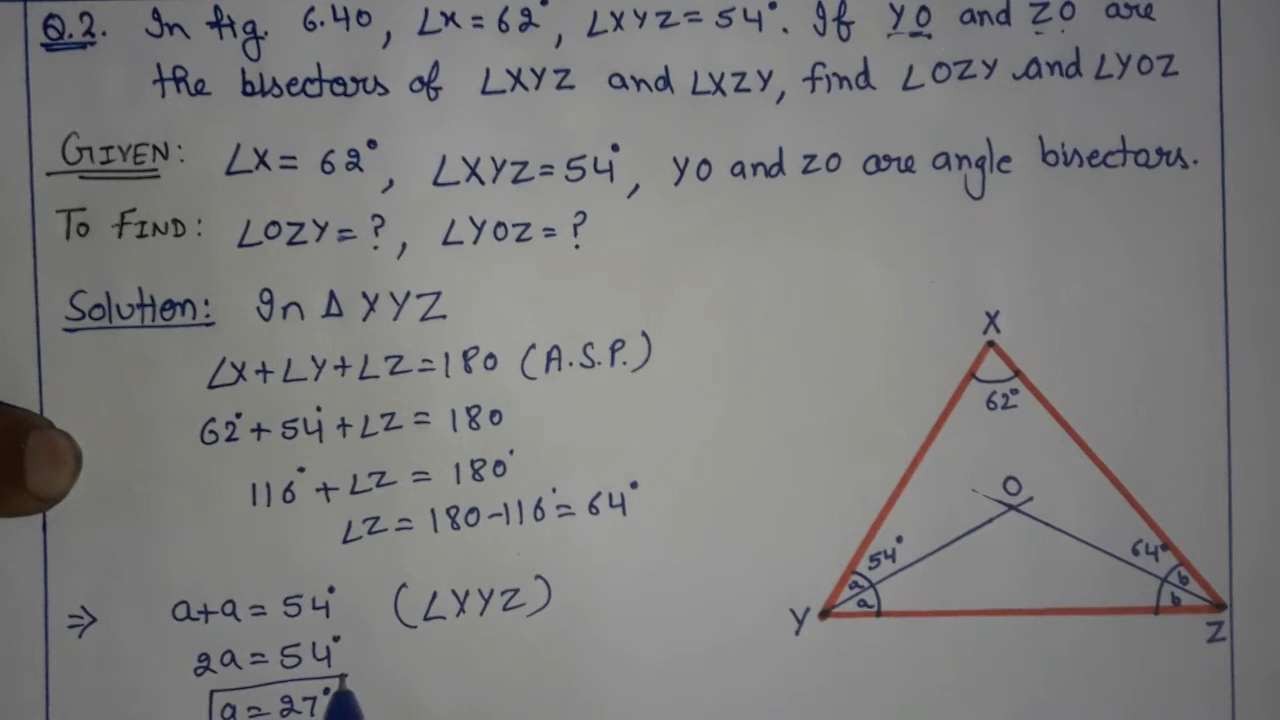 Q.2. In fig. 6.40, ∠X = 62°, ∠XYZ = 54°. If YO and ZO are
the bisectors of ∠XYZ and ∠XZY, find ∠OZY and ∠YOZ
GIVEN: ∠X = 62°, ∠XYZ = 54°, YO and ZO are angle bisectors.
TO FIND: ∠OZY = ?, ∠YOZ = ?
Solution: In Δ XYZ
∠X + ∠Y + ∠Z = 180 (A.S.P.)
62° + 54° + ∠Z = 180
116° + ∠Z = 180°
∠Z = 180 - 116° = 64°
⇒ a + a = 54° (∠XYZ)
2a = 54°
a = 27°
X
62°
O
54°
64°
a
a
b
b
Y
Z